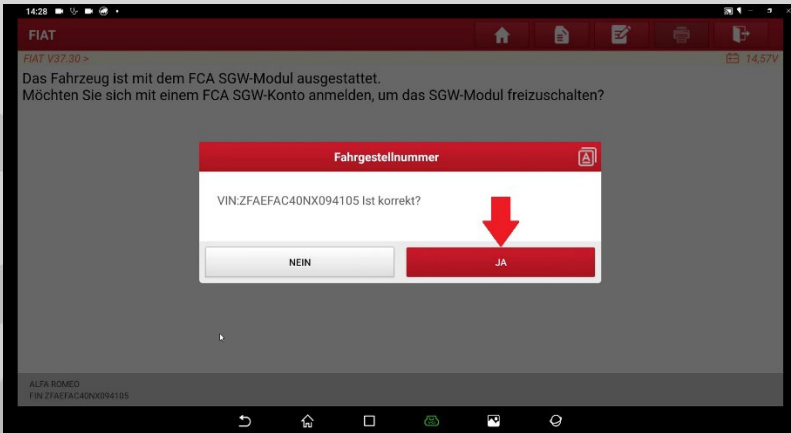 14:28
FIAT
FIAT V37.30 >
14,57V
Das Fahrzeug ist mit dem FCA SGW-Modul ausgestattet.
Möchten Sie sich mit einem FCA SGW-Konto anmelden, um das SGW-Modul freizuschalten?
Fahrgestellnummer
A
VIN:ZFAEFAC40NX094105 Ist korrekt?
NEIN
JA
ALFA ROMEO
FIN ZFAEFAC40NX094105